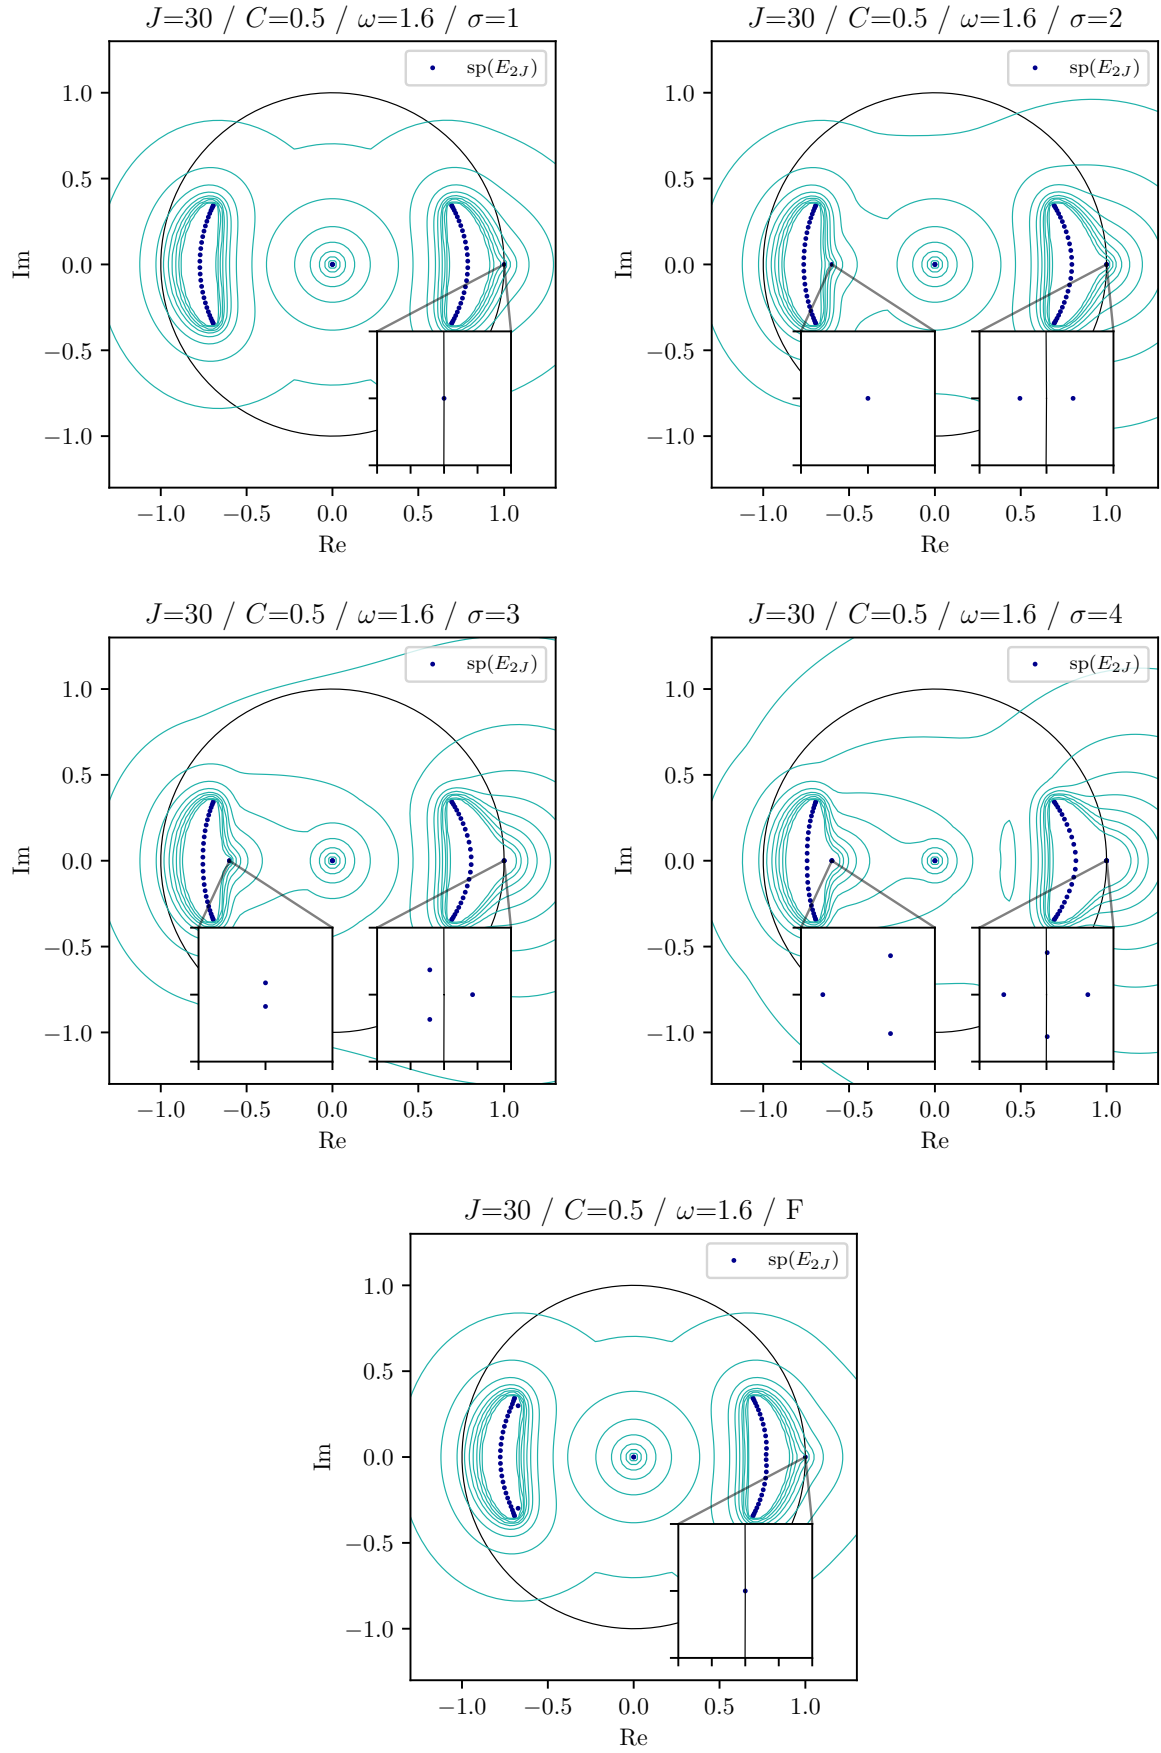 J=30 / C=0.5 / ω=1.6 / σ=1
J=30 / C=0.5 / ω=1.6 / σ=2
sp(E_{2J})
sp(E_{2J})
1.0
0.5
0.0
−0.5
−1.0
Im
−1.0 −0.5 0.0 0.5 1.0
Re
1.0
0.5
0.0
−0.5
−1.0
Im
−1.0 −0.5 0.0 0.5 1.0
Re
J=30 / C=0.5 / ω=1.6 / σ=3
J=30 / C=0.5 / ω=1.6 / σ=4
sp(E_{2J})
sp(E_{2J})
1.0
0.5
0.0
−0.5
−1.0
Im
−1.0 −0.5 0.0 0.5 1.0
Re
1.0
0.5
0.0
−0.5
−1.0
Im
−1.0 −0.5 0.0 0.5 1.0
Re
J=30 / C=0.5 / ω=1.6 / F
sp(E_{2J})
1.0
0.5
0.0
−0.5
−1.0
Im
−1.0 −0.5 0.0 0.5 1.0
Re